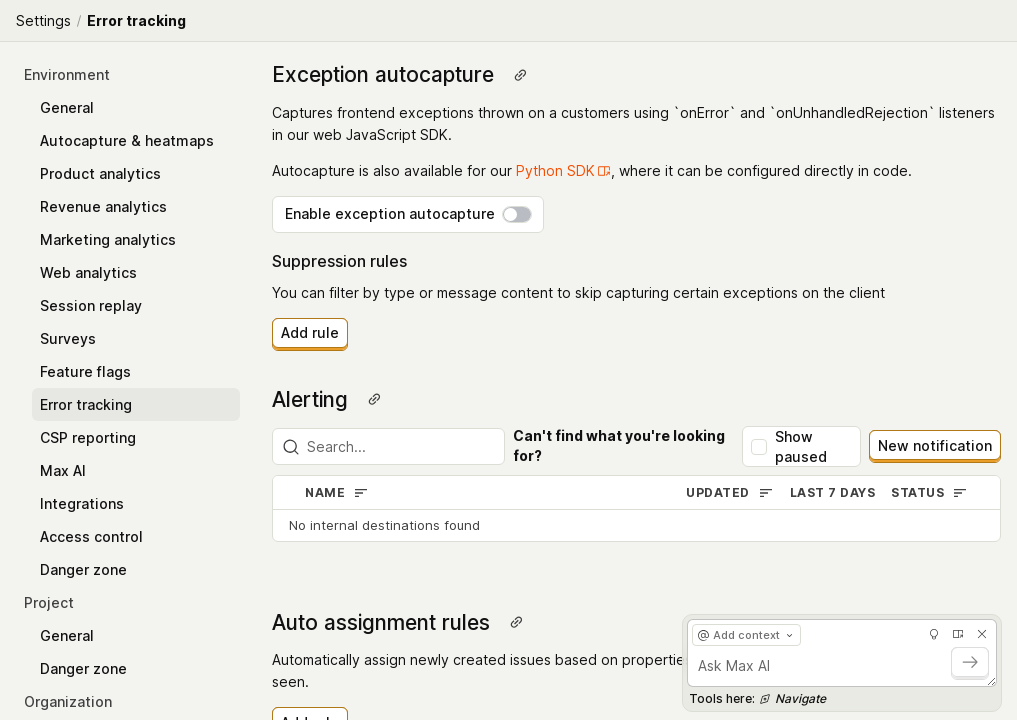 Settings / Error tracking
Environment
General
Autocapture & heatmaps
Product analytics
Revenue analytics
Marketing analytics
Web analytics
Session replay
Surveys
Feature flags
Error tracking
CSP reporting
Max AI
Integrations
Access control
Danger zone
Project
General
Danger zone
Organization
Exception autocapture
Captures frontend exceptions thrown on a customers using `onError` and `onUnhandledRejection` listeners
in our web JavaScript SDK.
Autocapture is also available for our Python SDK, where it can be configured directly in code.
Enable exception autocapture
Suppression rules
You can filter by type or message content to skip capturing certain exceptions on the client
Add rule
Alerting
Search...
Can't find what you're looking
for?
Show
paused
New notification
NAME UPDATED LAST 7 DAYS STATUS
No internal destinations found
Auto assignment rules
Automatically assign newly created issues based on propertie
seen.
@ Add context
Ask Max AI
Tools here: Navigate